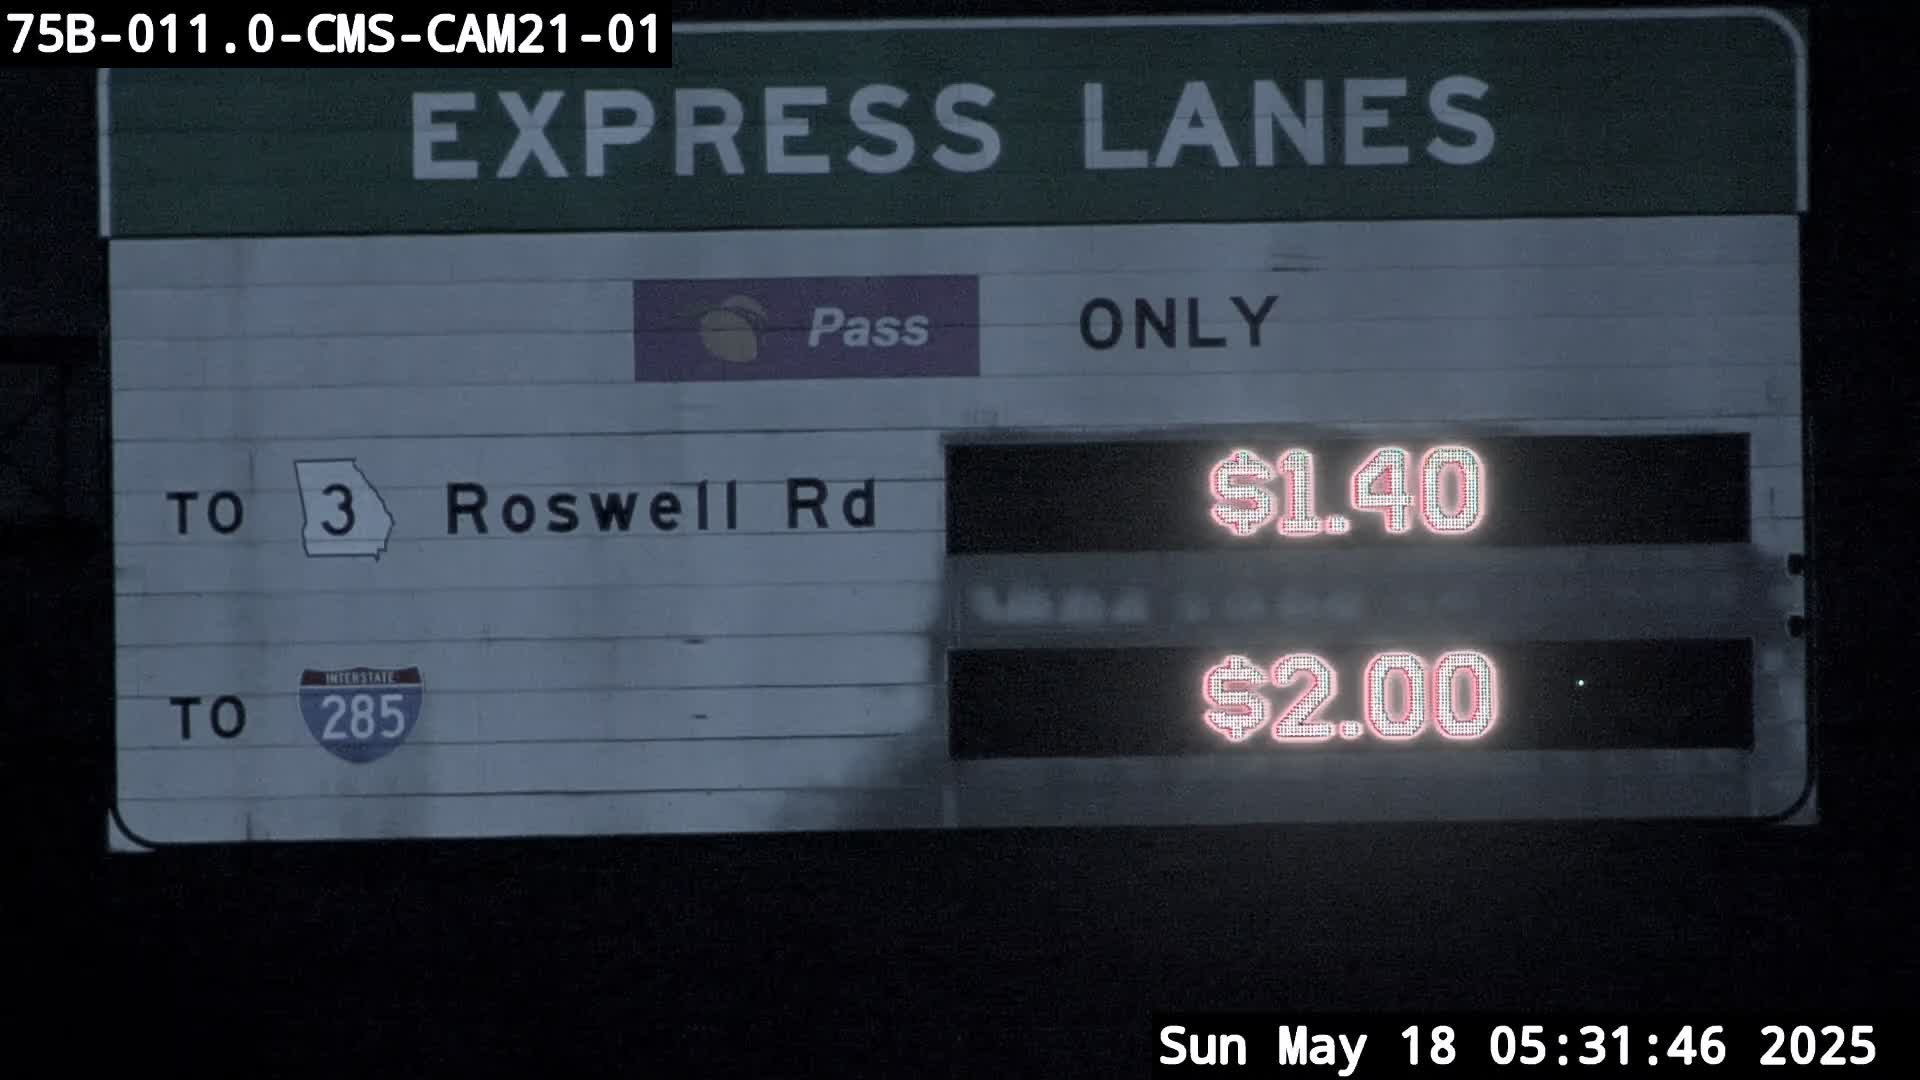 75B-011.0-CMS-CAM21-01
EXPRESS LANES
Pass ONLY
TO 3 Roswell Rd $1.40
TO INTERSTATE 285 $2.00
Sun May 18 05:31:46 2025